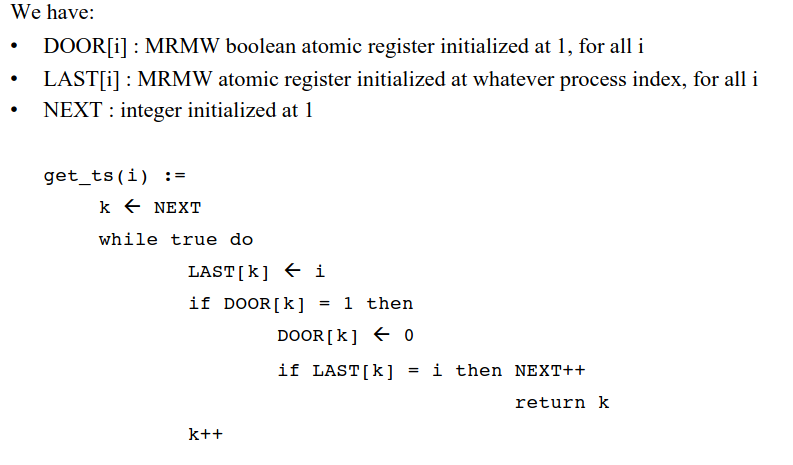 We have:
• DOOR[i] : MRMW boolean atomic register initialized at 1, for all i
• LAST[i] : MRMW atomic register initialized at whatever process index, for all i
• NEXT : integer initialized at 1
get_ts(i) :=
k ← NEXT
while true do
LAST[k] ← i
if DOOR[k] = 1 then
DOOR[k] ← 0
if LAST[k] = i then NEXT++
return k
k++